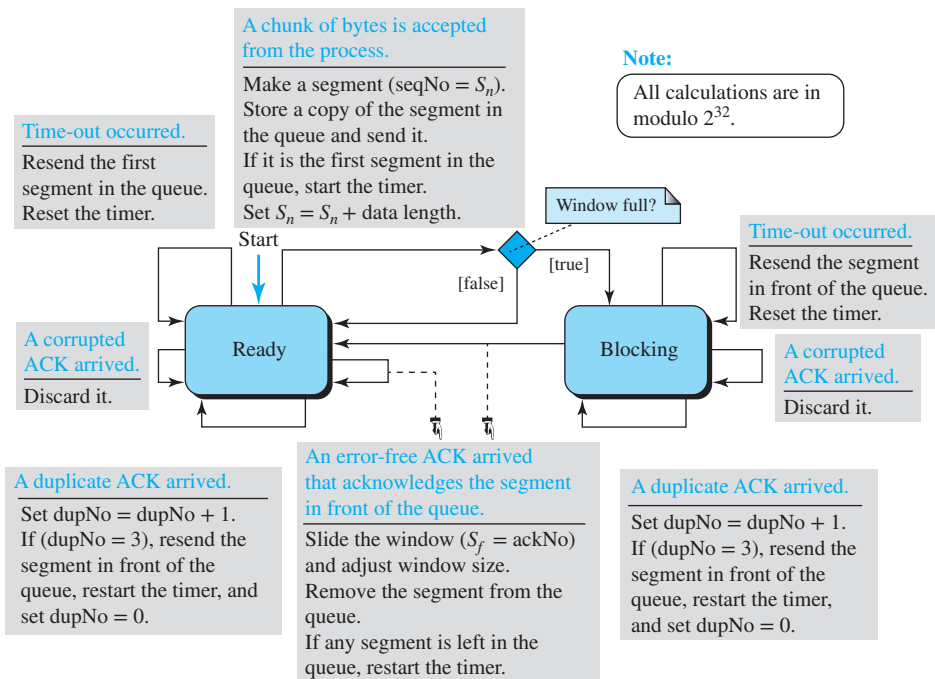 A chunk of bytes is accepted
from the process.
Make a segment (seqNo = Sₙ).
Store a copy of the segment in
the queue and send it.
If it is the first segment in the
queue, start the timer.
Set Sₙ = Sₙ + data length.
Note:
All calculations are in
modulo 2³².
Time-out occurred.
Resend the first
segment in the queue.
Reset the timer.
Window full?
Start
[false]
[true]
Time-out occurred.
Resend the segment
in front of the queue.
Reset the timer.
Ready
Blocking
A corrupted
ACK arrived.
Discard it.
A corrupted
ACK arrived.
Discard it.
A duplicate ACK arrived.
Set dupNo = dupNo + 1.
If (dupNo = 3), resend the
segment in front of the
queue, restart the timer, and
set dupNo = 0.
An error-free ACK arrived
that acknowledges the segment
in front of the queue.
Slide the window (S_f = ackNo)
and adjust window size.
Remove the segment from the
queue.
If any segment is left in the
queue, restart the timer.
A duplicate ACK arrived.
Set dupNo = dupNo + 1.
If (dupNo = 3), resend the
segment in front of the
queue, restart the timer,
and set dupNo = 0.